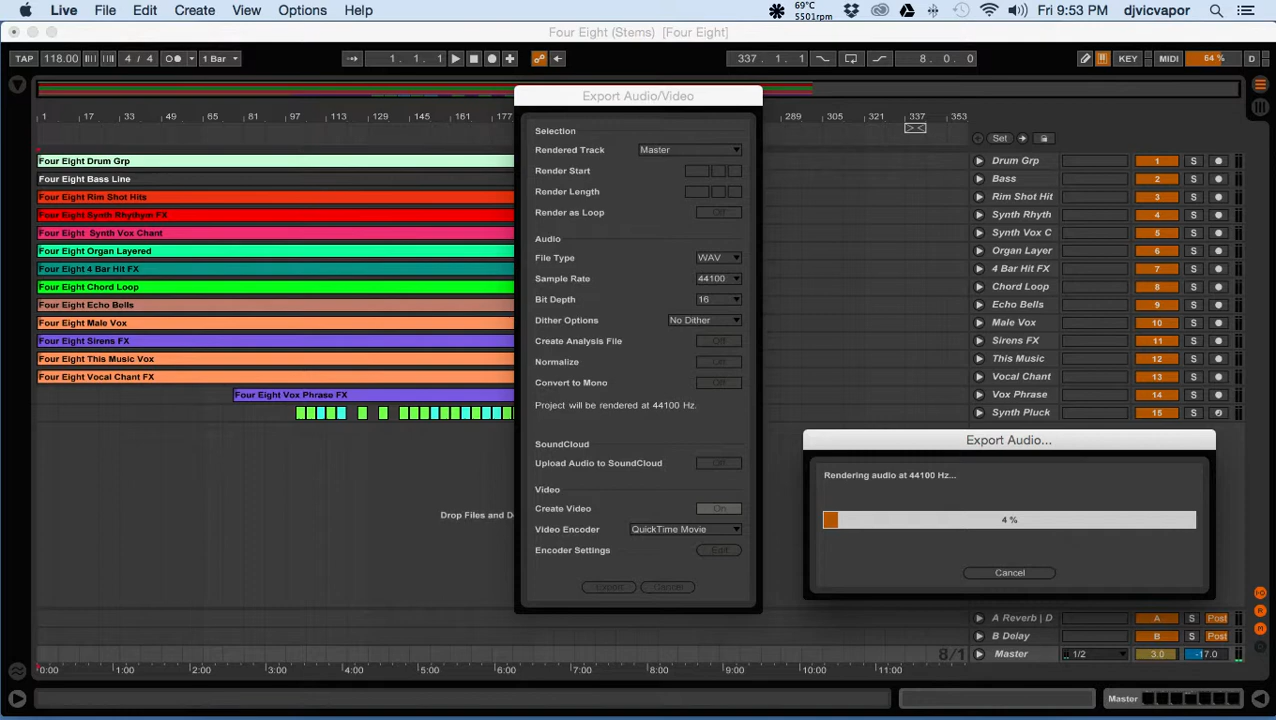 Live File Edit Create View Options Help 69°C 5501rpm Fri 9:53 PM djvicvapor
Four Eight (Stems) [Four Eight]
TAP 118.00 4 / 4 1 Bar 1. 1. 1 337. 1. 1 8. 0. 0 KEY MIDI 64 % D
Export Audio/Video
1 17 33 49 65 81 97 113 129 145 161 177 289 305 321 337 353
Set
Selection
Rendered Track Master
Render Start
Render Length
Render as Loop Off
Audio
File Type WAV
Sample Rate 44100
Bit Depth 16
Dither Options No Dither
Create Analysis File Off
Normalize Off
Convert to Mono Off
Project will be rendered at 44100 Hz.
SoundCloud
Upload Audio to SoundCloud Off
Video
Create Video On
Video Encoder QuickTime Movie
Encoder Settings Edit
Export Cancel
Four Eight Drum Grp
Four Eight Bass Line
Four Eight Rim Shot Hits
Four Eight Synth Rhythym FX
Four Eight Synth Vox Chant
Four Eight Organ Layered
Four Eight 4 Bar Hit FX
Four Eight Chord Loop
Four Eight Echo Bells
Four Eight Male Vox
Four Eight Sirens FX
Four Eight This Music Vox
Four Eight Vocal Chant FX
Four Eight Vox Phrase FX
Drop Files and De
Drum Grp 1 S
Bass 2 S
Rim Shot Hit 3 S
Synth Rhyth 4 S
Synth Vox C 5 S
Organ Layer 6 S
4 Bar Hit FX 7 S
Chord Loop 8 S
Echo Bells 9 S
Male Vox 10 S
Sirens FX 11 S
This Music 12 S
Vocal Chant 13 S
Vox Phrase 14 S
Synth Pluck 15 S
Export Audio...
Rendering audio at 44100 Hz...
4 %
Cancel
A Reverb | D A S Post
B Delay B S Post
8/1 Master 1/2 3.0 -17.0
0:00 1:00 2:00 3:00 4:00 5:00 6:00 7:00 8:00 9:00 10:00 11:00
Master